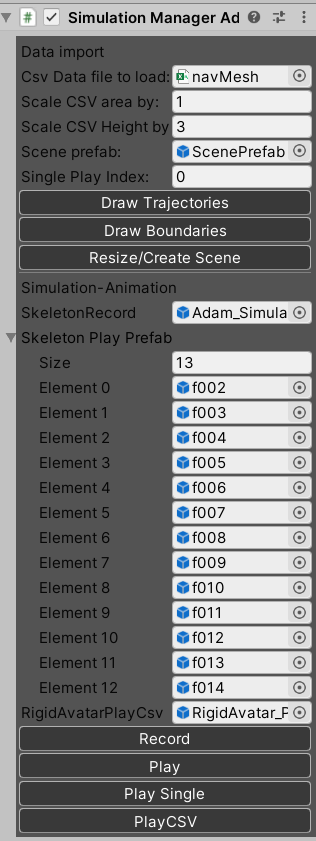 # Simulation Manager Ad
Data import
Csv Data file to load: navMesh
Scale CSV area by: 1
Scale CSV Height by 3
Scene prefab: ScenePrefab
Single Play Index: 0
Draw Trajectories
Draw Boundaries
Resize/Create Scene
Simulation-Animation
SkeletonRecord Adam_Simula
Skeleton Play Prefab
Size 13
Element 0 f002
Element 1 f003
Element 2 f004
Element 3 f005
Element 4 f006
Element 5 f007
Element 6 f008
Element 7 f009
Element 8 f010
Element 9 f011
Element 10 f012
Element 11 f013
Element 12 f014
RigidAvatarPlayCsv RigidAvatar_P
Record
Play
Play Single
PlayCSV